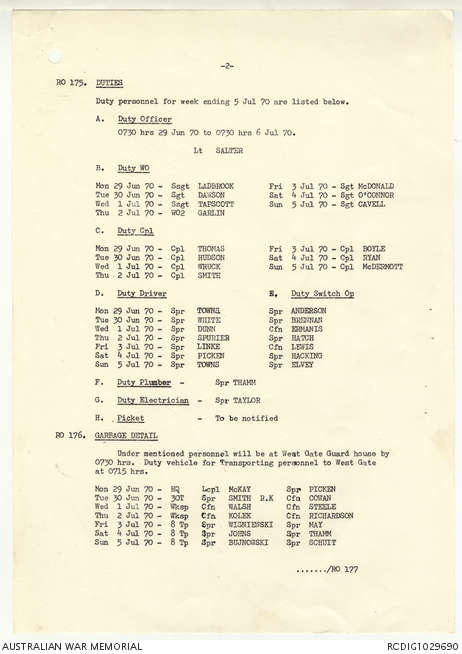 -2-
RO 175. DUTIES
Duty personnel for week ending 5 Jul 70 are listed below.
A. Duty Officer
0730 hrs 29 Jun 70 to 0730 hrs 6 Jul 70.
Lt SALTER
B. Duty WO
Mon 29 Jun 70 - Ssgt LADBROOK Fri 3 Jul 70 - Sgt McDONALD
Tue 30 Jun 70 - Sgt DAWSON Sat 4 Jul 70 - Sgt O'CONNOR
Wed 1 Jul 70 - Ssgt TAPSCOTT Sun 5 Jul 70 - Sgt CAVELL
Thu 2 Jul 70 - WO2 GARLIN
C. Duty Cpl
Mon 29 Jun 70 - Cpl THOMAS Fri 3 Jul 70 - Cpl BOYLE
Tue 30 Jun 70 - Cpl HUDSON Sat 4 Jul 70 - Cpl RYAN
Wed 1 Jul 70 - Cpl WRUCK Sun 5 Jul 70 - Cpl McDERMOTT
Thu 2 Jul 70 - Cpl SMITH
D. Duty Driver E. Duty Switch Op
Mon 29 Jun 70 - Spr TOWNS Spr ANDERSON
Tue 30 Jun 70 - Spr WHITE Spr BRENNAN
Wed 1 Jul 70 - Spr DUNN Cfn ERMANIS
Thu 2 Jul 70 - Spr SPURIER Spr HATCH
Fri 3 Jul 70 - Spr LINKE Cfn LEWIS
Sat 4 Jul 70 - Spr PICKEN Spr HACKING
Sun 5 Jul 70 - Spr TOWNS Spr ELVEY
F. Duty Plumber - Spr THAMM
G. Duty Electrician - Spr TAYLOR
H. Picket - To be notified
RO 176. GARBAGE DETAIL
Under mentioned personnel will be at West Gate Guard house by
0730 hrs. Duty vehicle for Transporting personnel to West Gate
at 0715 hrs.
Mon 29 Jun 70 - HQ Lcpl McKAY Spr PICKEN
Tue 30 Jun 70 - 30T Spr SMITH R.K Cfn COWAN
Wed 1 Jul 70 - Wksp Cfn WALSH Cfn STEELE
Thu 2 Jul 70 - Wksp Cfn KOLEK Cfn RICHARDSON
Fri 3 Jul 70 - 8 Tp Spr WISNIEWSKI Spr MAY
Sat 4 Jul 70 - 8 Tp Spr JOHNS Spr THAMM
Sun 5 Jul 70 - 8 Tp Spr BUJNOWSKI Spr SCHUIT
......./RO 177
AUSTRALIAN WAR MEMORIAL RCDIG1029690